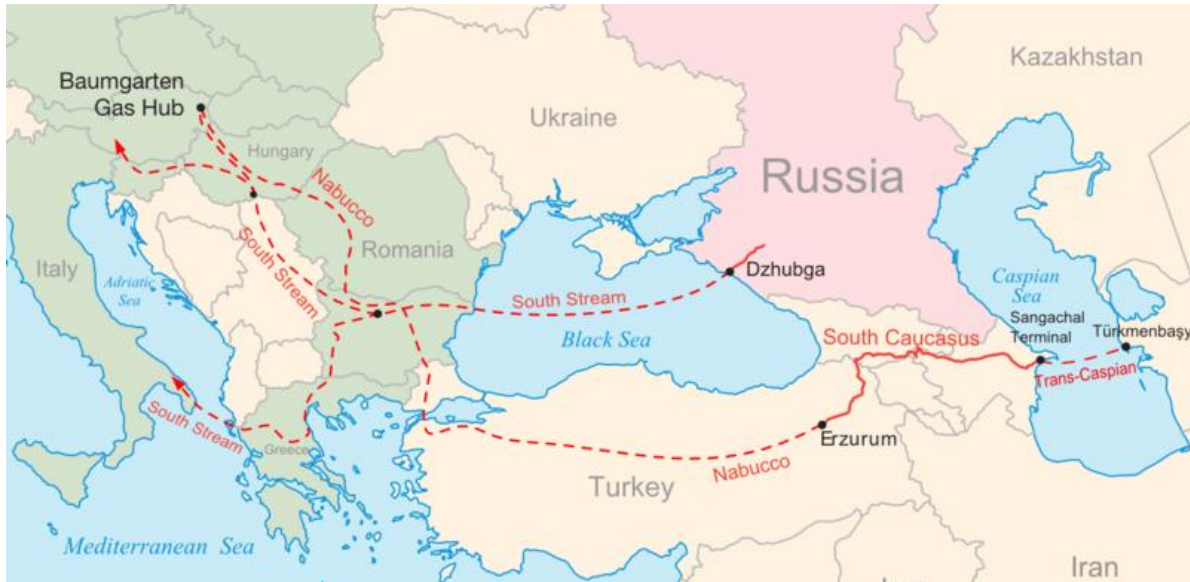 Kazakhstan
Baumgarten
Gas Hub
Ukraine
Hungary
Russia
Nabucco
South Stream
Romania
Italy
Adriatic
Sea
Dzhubga
Caspian
Sea
South Stream
Black Sea
Sangachal
Terminal
Türkmenbaşy
South Caucasus
Trans-Caspian
South Stream
Greece
Erzurum
Nabucco
Turkey
Mediterranean Sea
Iran